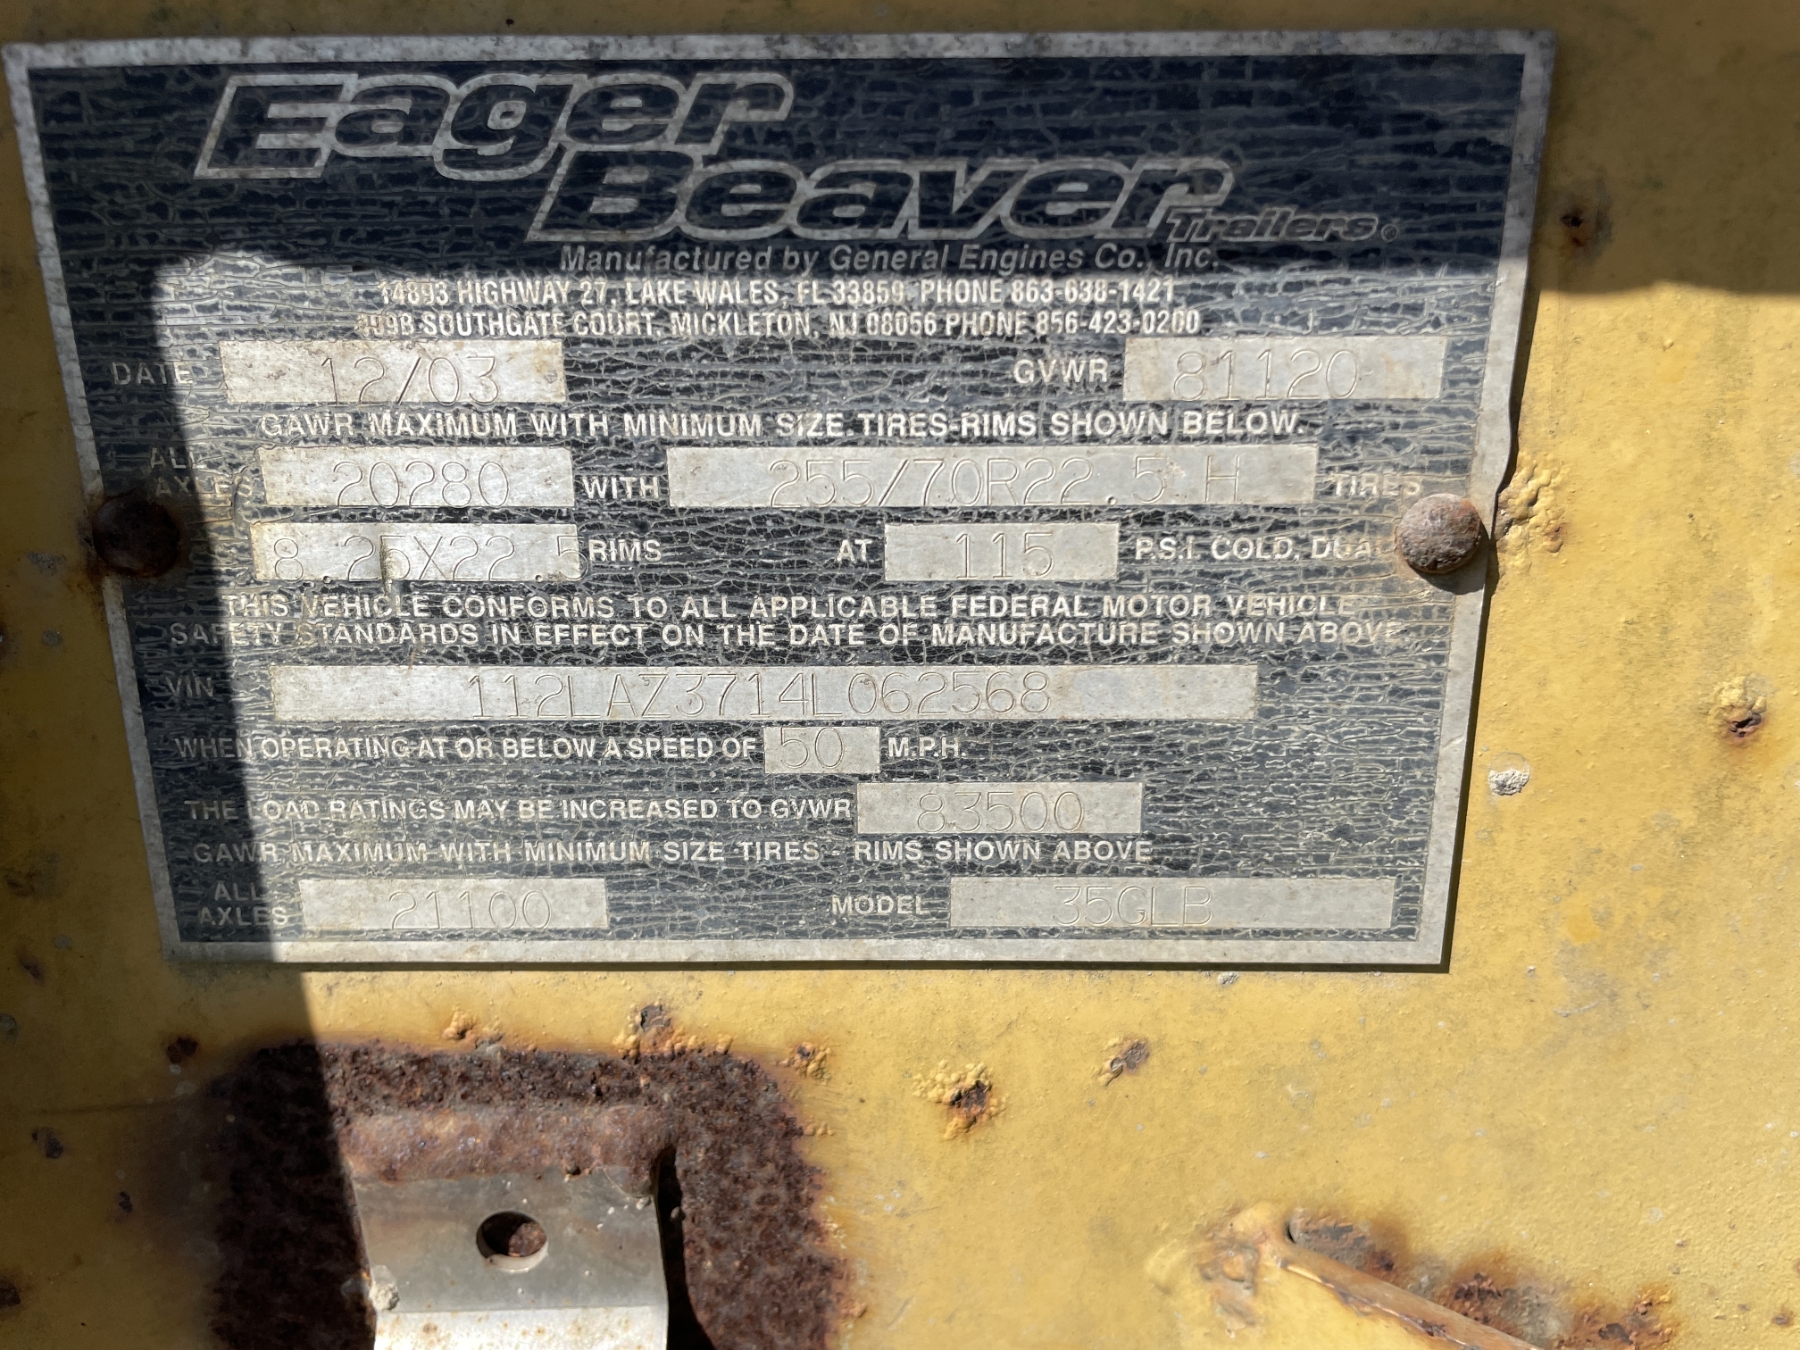 Eager
Beaver Trailers®
Manufactured by General Engines Co., Inc.
14893 HIGHWAY 27, LAKE WALES, FL 33859 PHONE 863-638-1421
SOUTHGATE COURT, MICKLETON, NJ 08056 PHONE 856-423-0200
DATE 12/03 GVWR 81120
GAWR MAXIMUM WITH MINIMUM SIZE TIRES-RIMS SHOWN BELOW.
ALL AXLES 20280 WITH 255/70R22.5 H TIRES
8.25X22.5 RIMS AT 115 P.S.I. COLD, DUAL
THIS VEHICLE CONFORMS TO ALL APPLICABLE FEDERAL MOTOR VEHICLE
SAFETY STANDARDS IN EFFECT ON THE DATE OF MANUFACTURE SHOWN ABOVE.
VIN 112LAZ3714L062568
WHEN OPERATING AT OR BELOW A SPEED OF 50 M.P.H.
THE LOAD RATINGS MAY BE INCREASED TO GVWR 83500
GAWR MAXIMUM WITH MINIMUM SIZE TIRES - RIMS SHOWN ABOVE
ALL AXLES 21100 MODEL 35GLB